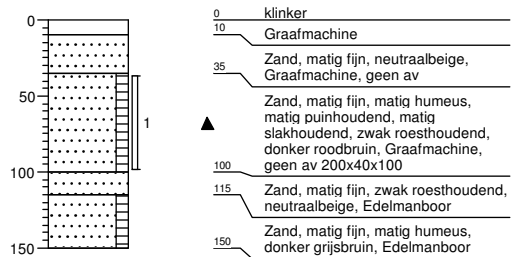 0
50
100
150
1
0
klinker
10
Graafmachine
35
Zand, matig fijn, neutraalbeige,
Graafmachine, geen av
Zand, matig fijn, matig humeus,
matig puinhoudend, matig
slakhoudend, zwak roesthoudend,
donker roodbruin, Graafmachine,
geen av 200x40x100
100
115
Zand, matig fijn, zwak roesthoudend,
neutraalbeige, Edelmanboor
150
Zand, matig fijn, matig humeus,
donker grijsbruin, Edelmanboor